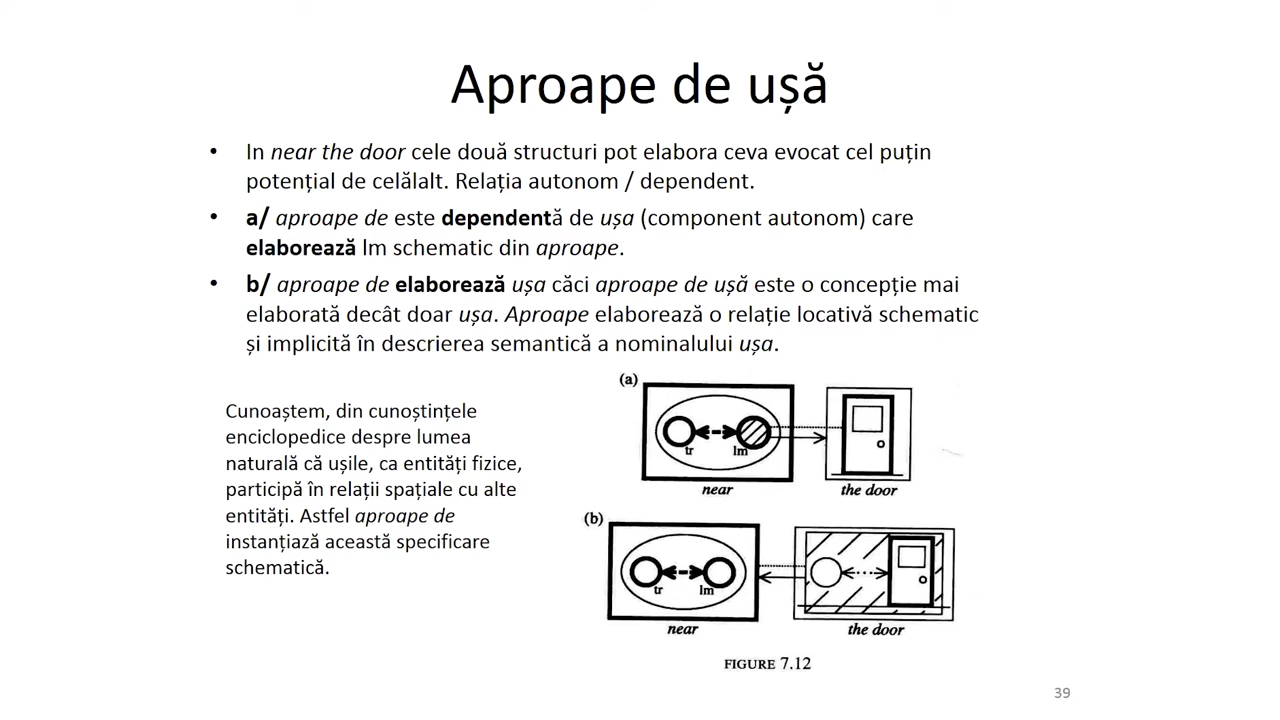 Aproape de ușă
• In near the door cele două structuri pot elabora ceva evocat cel puțin
potențial de celălalt. Relația autonom / dependent.
• a/ aproape de este dependentă de ușa (component autonom) care
elaborează lm schematic din aproape.
• b/ aproape de elaborează ușa căci aproape de ușă este o concepție mai
elaborată decât doar ușa. Aproape elaborează o relație locativă schematic
și implicită în descrierea semantică a nominalului ușa.
Cunoaștem, din cunoștințele
enciclopedice despre lumea
naturală că ușile, ca entități fizice,
participă în relații spațiale cu alte
entități. Astfel aproape de
instanțiază această specificare
schematică.
(a)
tr lm
near the door
(b)
tr lm
near the door
FIGURE 7.12
39